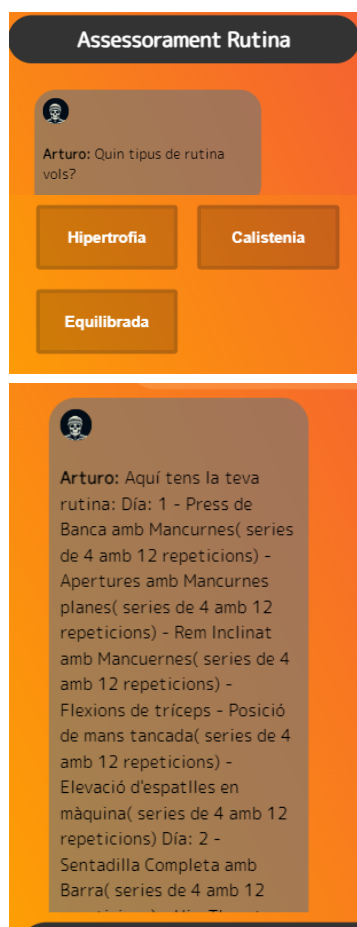 Assessorament Rutina
Arturo: Quin tipus de rutina
vols?
Hipertrofia
Calistenia
Equilibrada
Arturo: Aquí tens la teva
rutina: Día: 1 - Press de
Banca amb Mancurnes( series
de 4 amb 12 repeticions) -
Apertures amb Mancurnes
planes( series de 4 amb 12
repeticions) - Rem Inclinat
amb Mancuernes( series de 4
amb 12 repeticions) -
Flexions de tríceps - Posició
de mans tancada( series de 4
amb 12 repeticions) -
Elevació d'espatlles en
màquina( series de 4 amb 12
repeticions) Día: 2 -
Sentadilla Completa amb
Barra( series de 4 amb 12